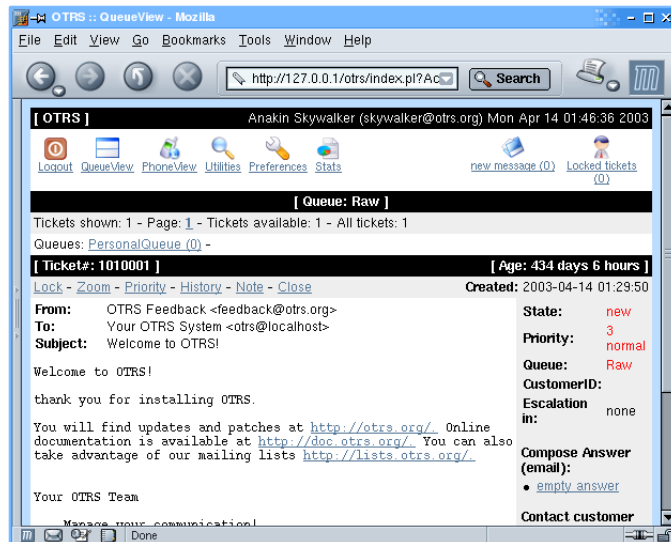 OTRS :: QueueView - Mozilla
File Edit View Go Bookmarks Tools Window Help
http://127.0.0.1/otrs/index.pl?Ac Search
[ OTRS ] Anakin Skywalker (skywalker@otrs.org) Mon Apr 14 01:46:36 2003
Logout QueueView PhoneView Utilities Preferences Stats new message (0) Locked tickets
(0)
[ Queue: Raw ]
Tickets shown: 1 - Page: 1 - Tickets available: 1 - All tickets: 1
Queues: PersonalQueue (0) -
[ Ticket#: 1010001 ] [ Age: 434 days 6 hours ]
Lock - Zoom - Priority - History - Note - Close Created: 2003-04-14 01:29:50
From: OTRS Feedback <feedback@otrs.org>
To: Your OTRS System <otrs@localhost>
Subject: Welcome to OTRS!
Welcome to OTRS!
thank you for installing OTRS.
You will find updates and patches at http://otrs.org/. Online
documentation is available at http://doc.otrs.org/. You can also
take advantage of our mailing lists http://lists.otrs.org/.
Your OTRS Team
Manage your communication!
State: new
Priority: 3
normal
Queue: Raw
CustomerID:
Escalation
in: none
Compose Answer
(email):
• empty answer
Contact customer
Done